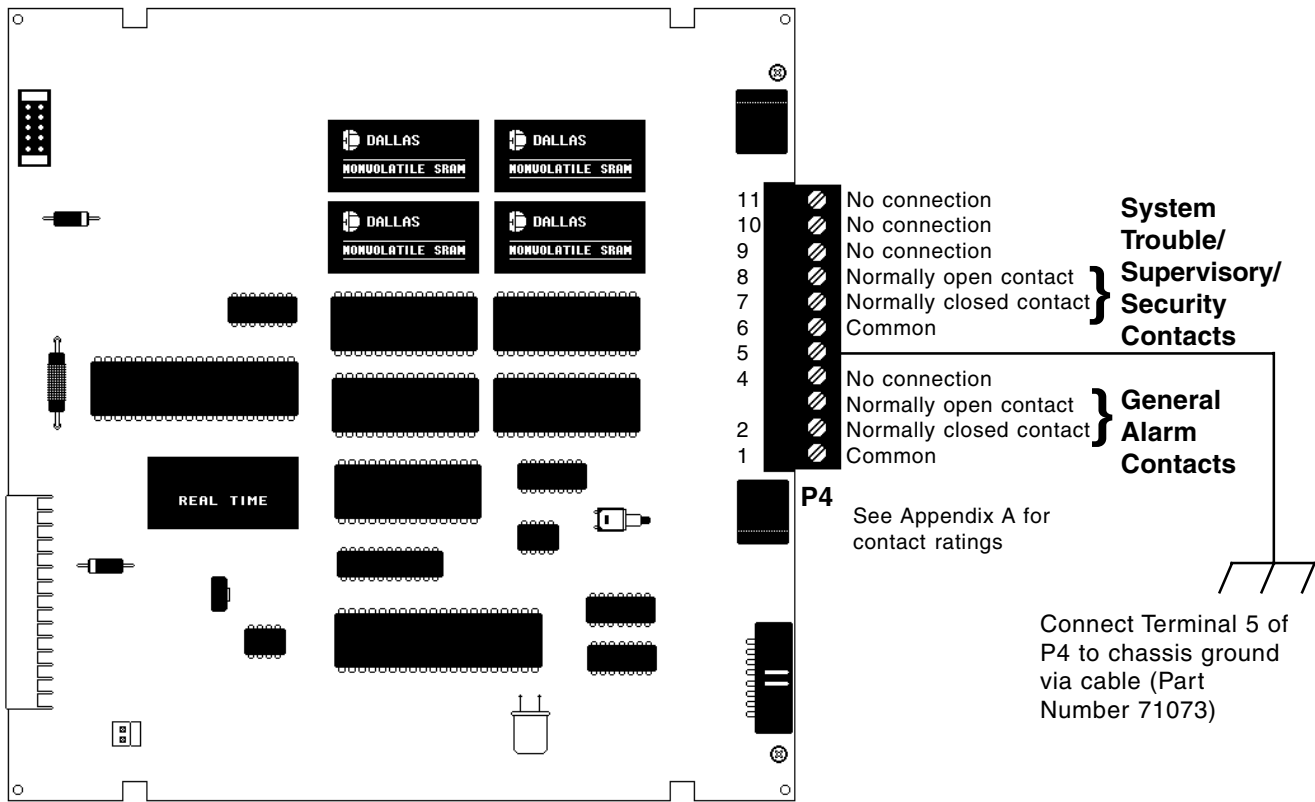 DALLAS
NONVOLATILE SRAM
DALLAS
NONVOLATILE SRAM
DALLAS
NONVOLATILE SRAM
DALLAS
NONVOLATILE SRAM
REAL TIME
11 No connection
10 No connection
9 No connection
8 Normally open contact
7 Normally closed contact
6 Common
5
4 No connection
Normally open contact
2 Normally closed contact
1 Common
System
Trouble/
Supervisory/
Security
Contacts
General
Alarm
Contacts
P4
See Appendix A for
contact ratings
Connect Terminal 5 of
P4 to chassis ground
via cable (Part
Number 71073)